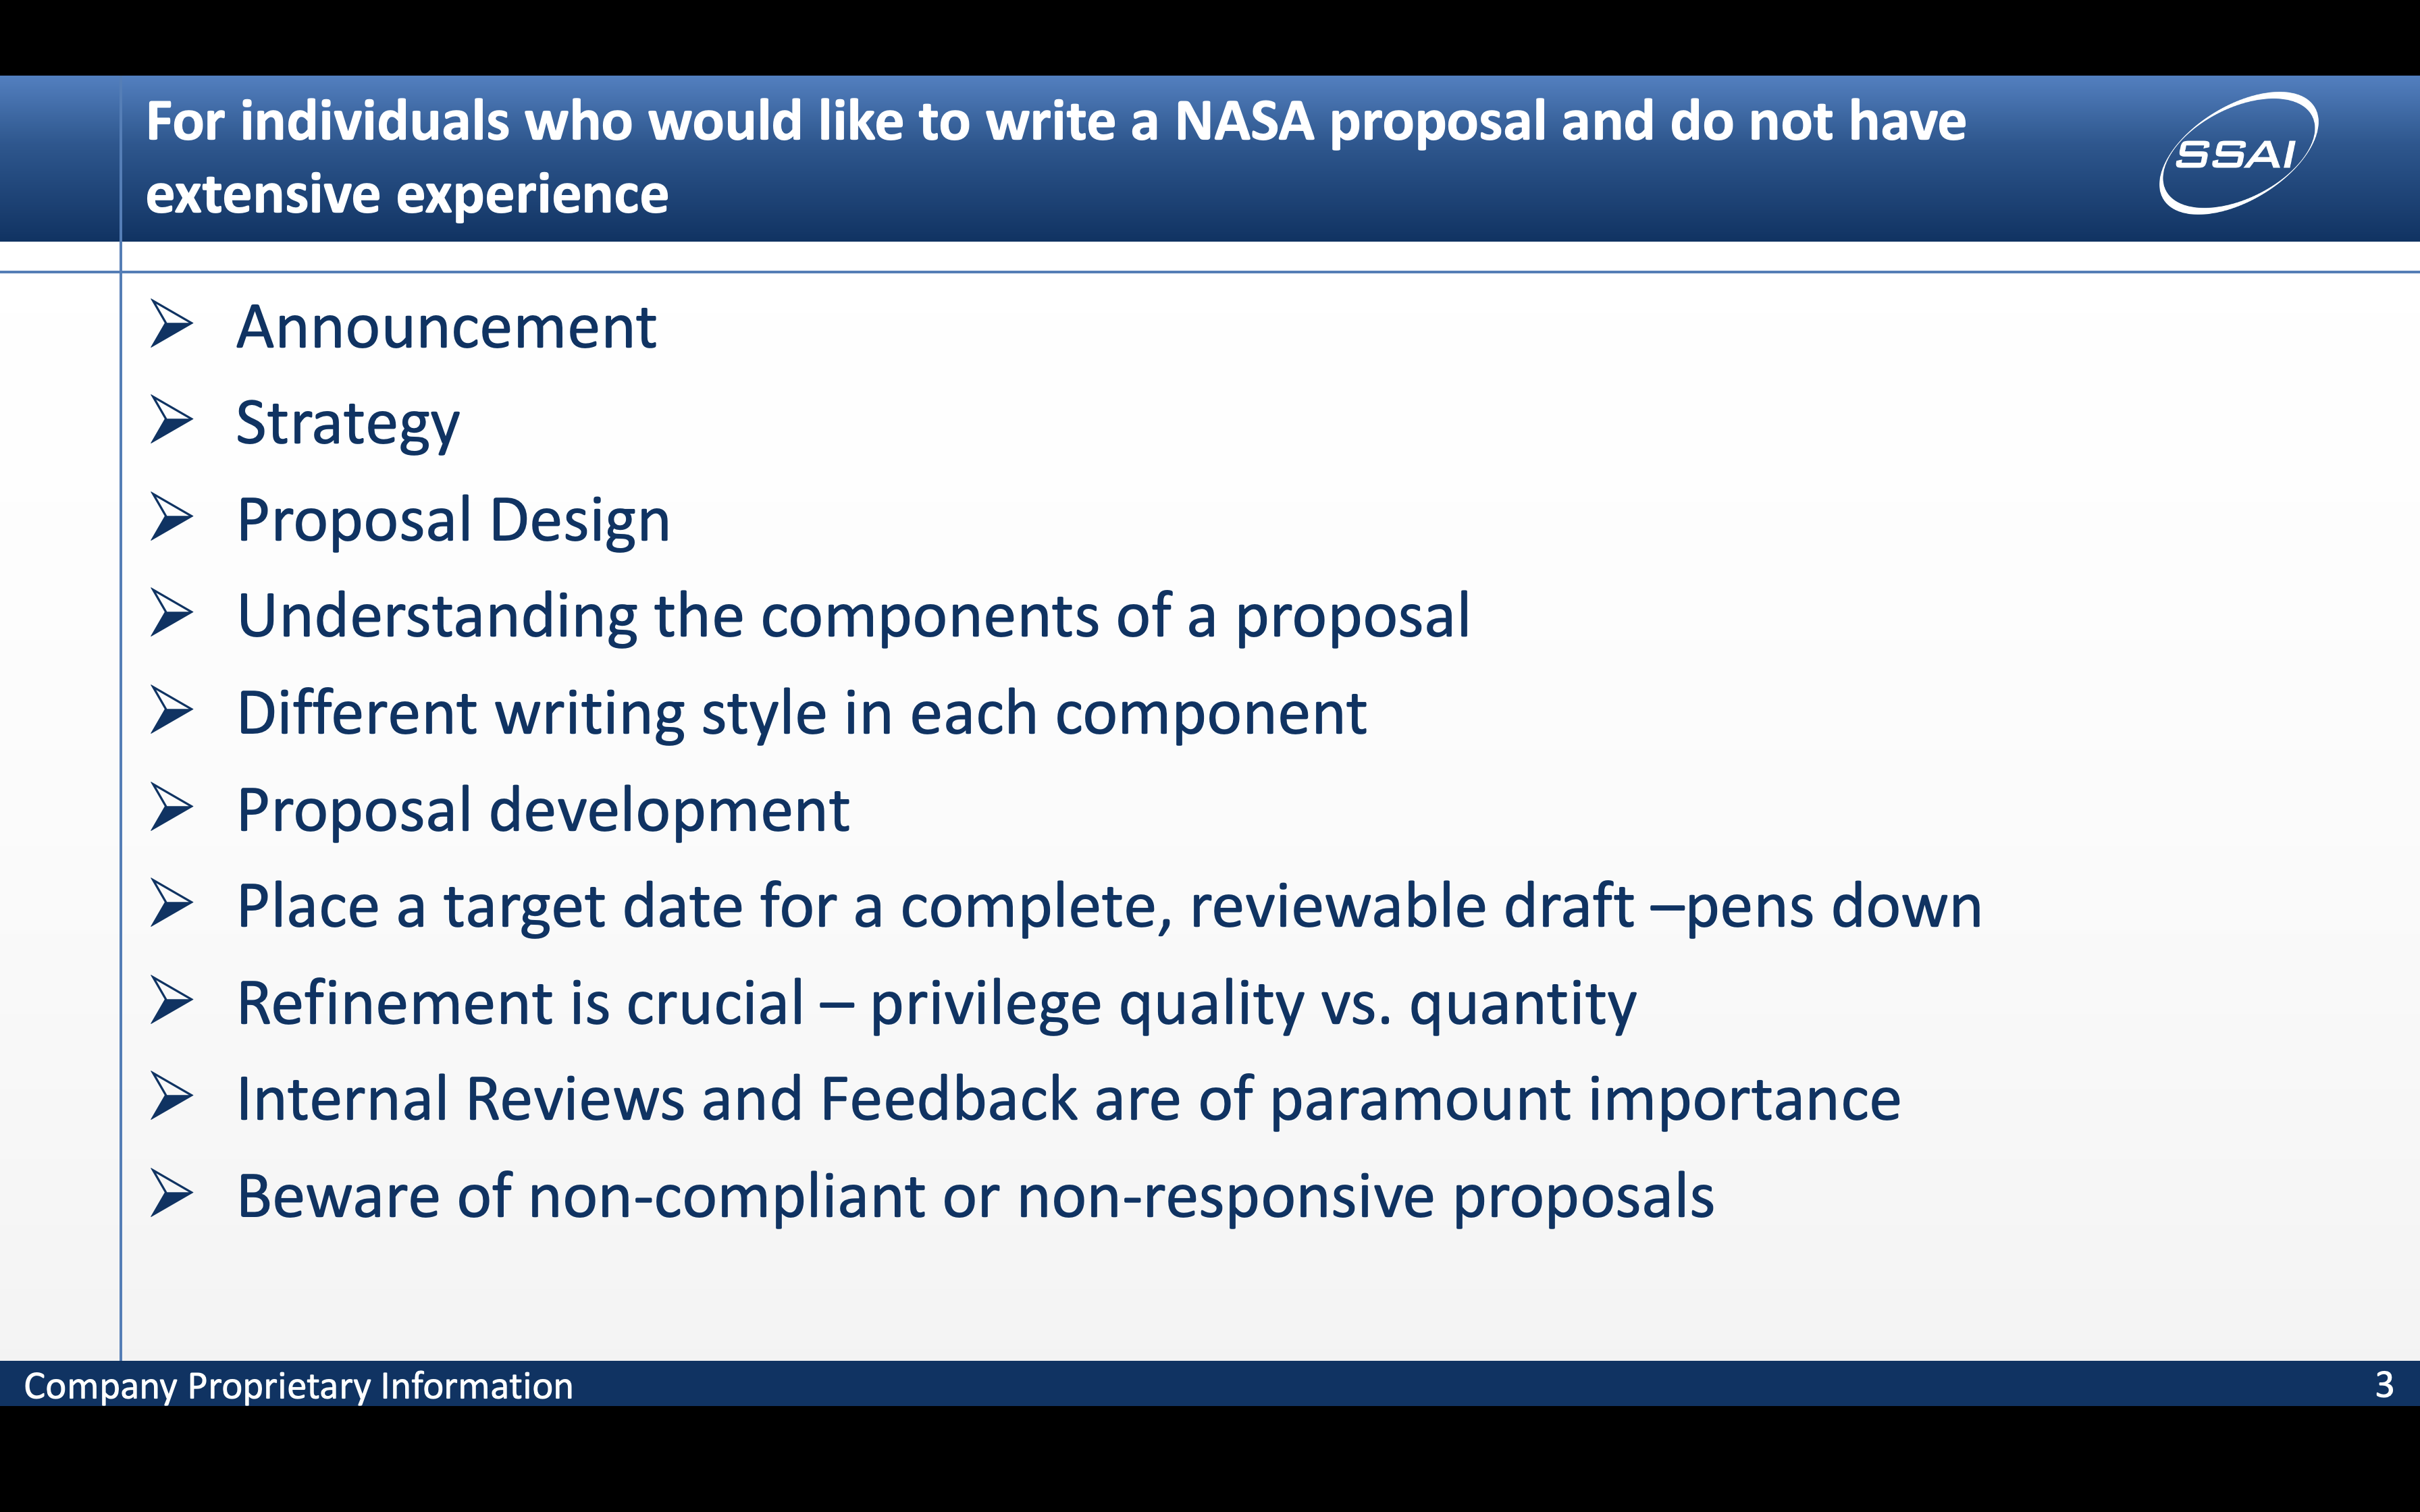 For individuals who would like to write a NASA proposal and do not have
extensive experience
SSAI
➢ Announcement
➢ Strategy
➢ Proposal Design
➢ Understanding the components of a proposal
➢ Different writing style in each component
➢ Proposal development
➢ Place a target date for a complete, reviewable draft –pens down
➢ Refinement is crucial – privilege quality vs. quantity
➢ Internal Reviews and Feedback are of paramount importance
➢ Beware of non-compliant or non-responsive proposals
Company Proprietary Information
3